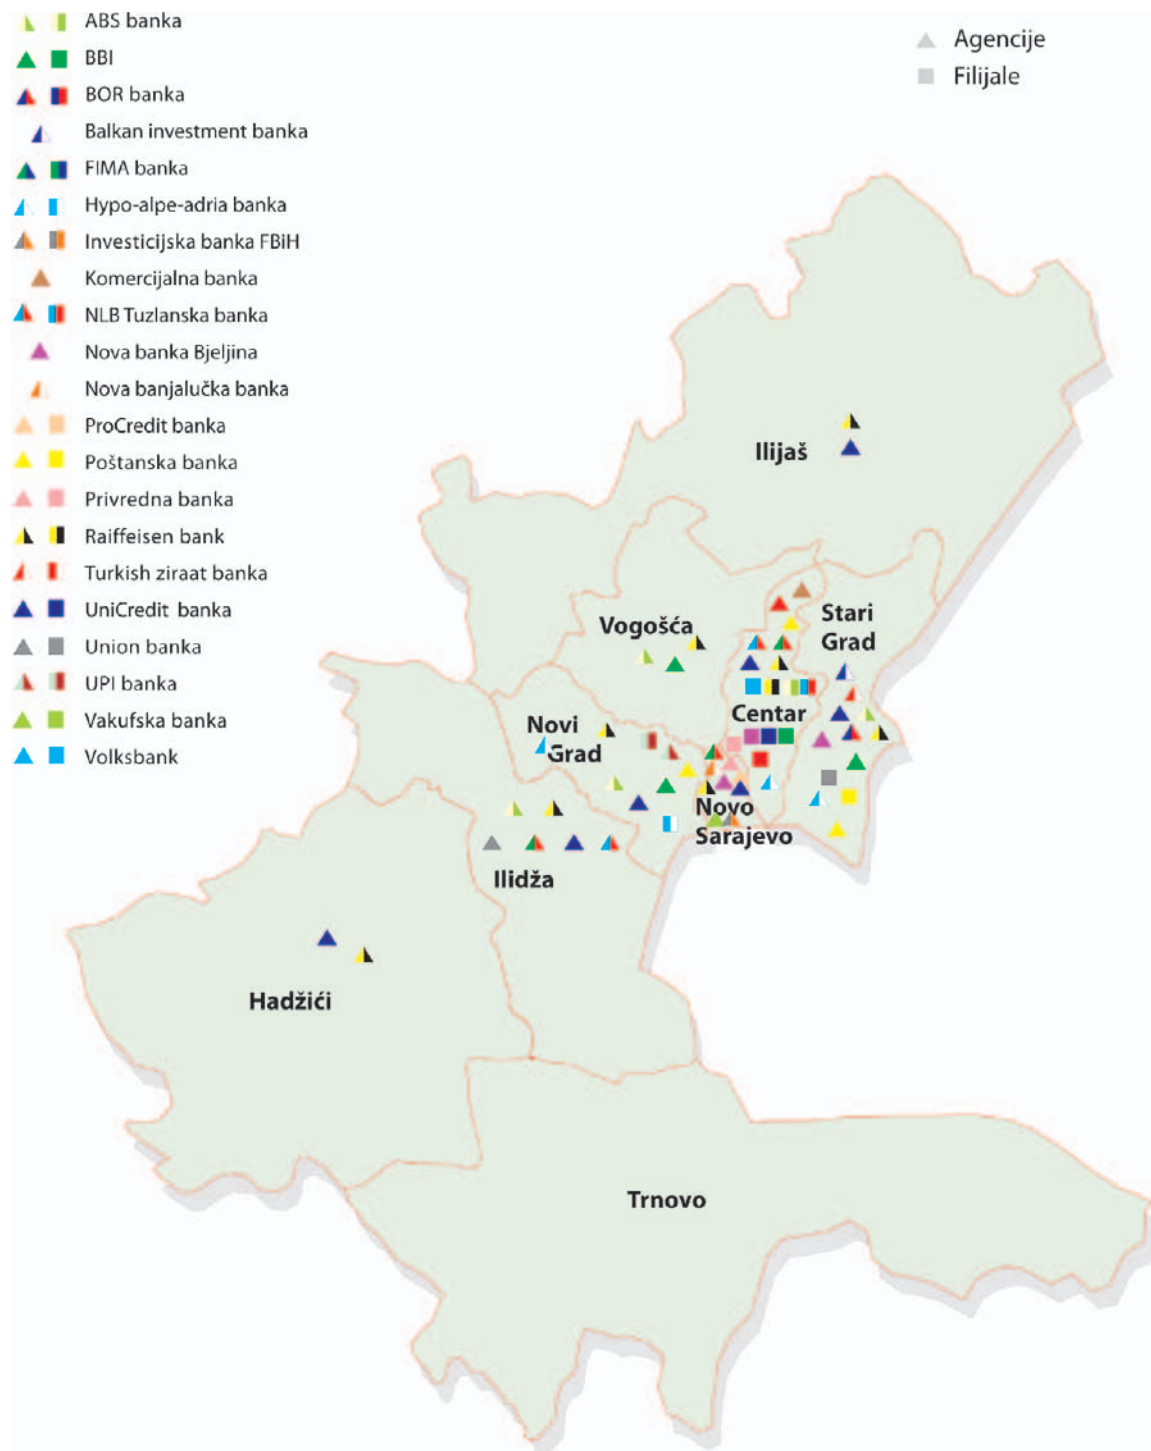 ABS banka
BBI
BOR banka
Balkan investment banka
FIMA banka
Hypo-alpe-adria banka
Investicijska banka FBiH
Komercijalna banka
NLB Tuzlanska banka
Nova banka Bjeljina
Nova banjalučka banka
ProCredit banka
Poštanska banka
Privredna banka
Raiffeisen bank
Turkish ziraat banka
UniCredit banka
Union banka
UPI banka
Vakufska banka
Volksbank
Agencije
Filijale
Ilijaš
Vogošća
Stari
Grad
Centar
Novi
Grad
Novo
Sarajevo
Ilidža
Hadžići
Trnovo